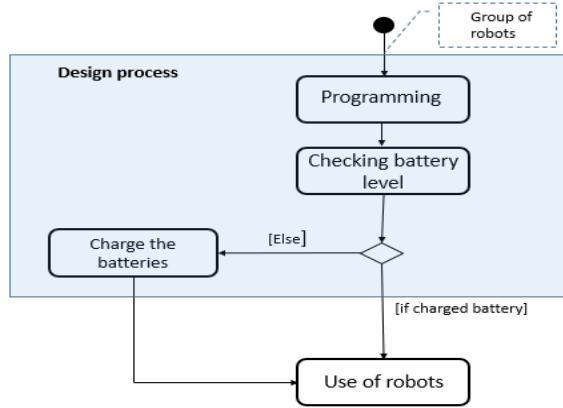 Group of
robots
Design process
Programming
Checking battery
level
[Else]
Charge the
batteries
[if charged battery]
Use of robots